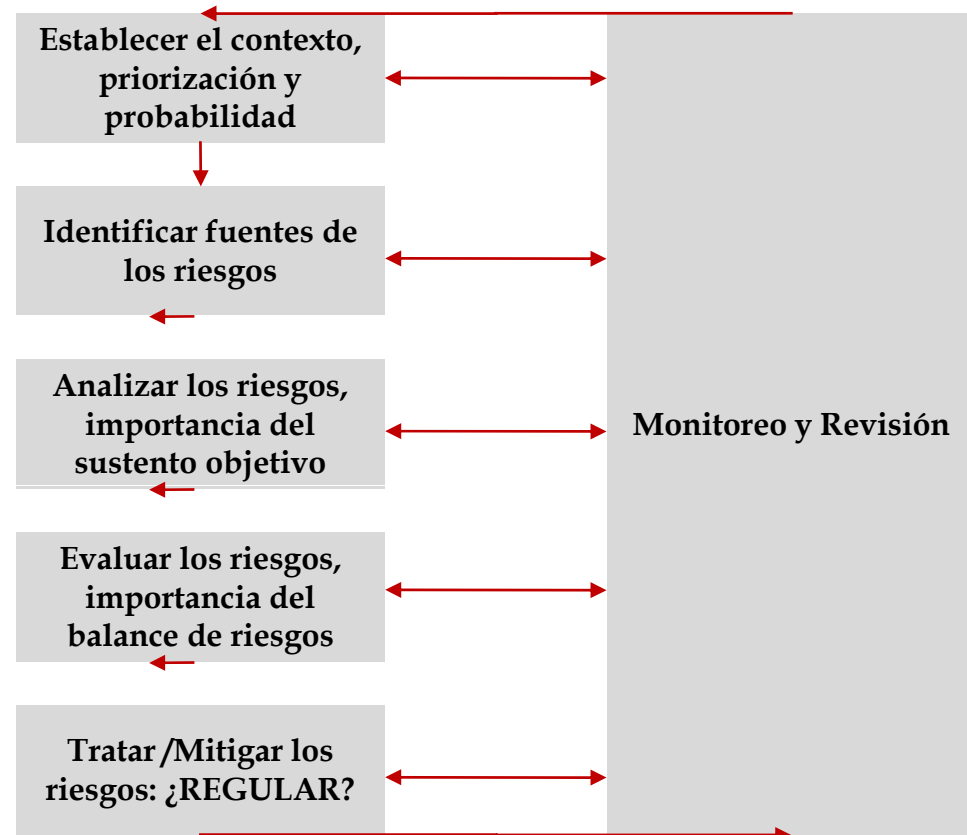 Establecer el contexto,
priorización y
probabilidad
Identificar fuentes de
los riesgos
Analizar los riesgos,
importancia del
sustento objetivo
Monitoreo y Revisión
Evaluar los riesgos,
importancia del
balance de riesgos
Tratar/Mitigar los
riesgos: ¿REGULAR?